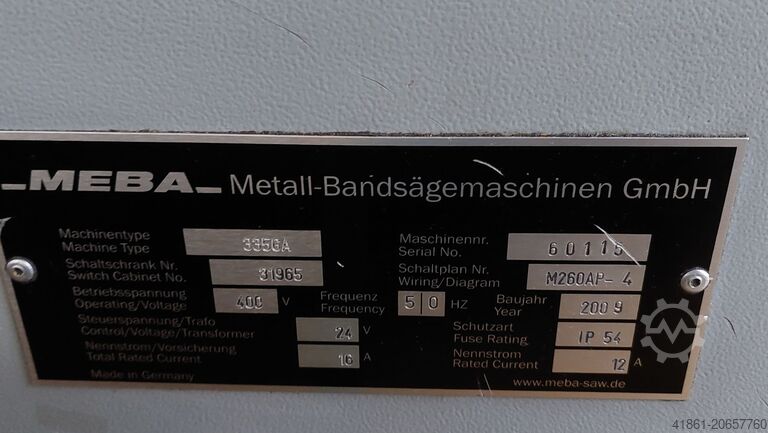 MEBA Metall-Bandsägemaschinen GmbH
Machinentype
Machine Type 335GA
Maschinennr.
Serial No. 60115
Schaltschrank Nr.
Switch Cabinet No. 31965
Schaltplan Nr.
Wiring/Diagram M260AP-4
Betriebsspannung
Operating/Voltage 400 V
Frequenz
Frequency 50 HZ
Baujahr
Year 2009
Steuerspannung/Trafo
Control/Voltage/Transformer 24 V
Schutzart
Fuse Rating IP 54
Nennstrom/Vorsicherung
Total Rated Current 16 A
Nennstrom
Rated Current 12 A
Made in Germany
www.meba-saw.de
41861-20657760